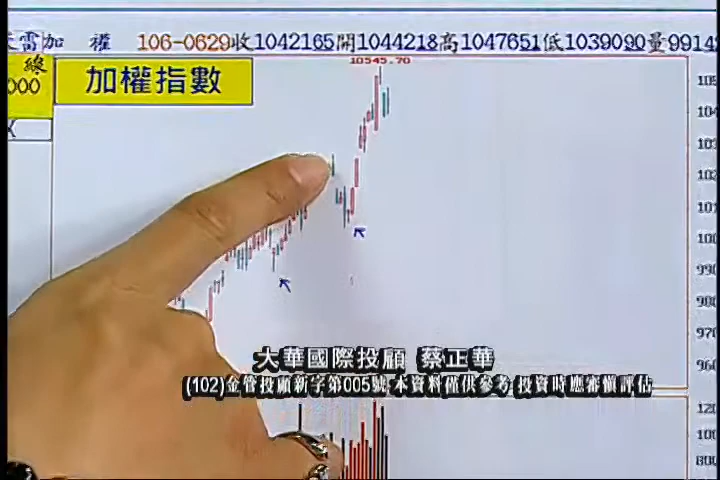 加 權 106-0629收1042165開1044218高1047651低1039090量99142
線
000
加權指數
10545.70
大華國際投顧 蔡正華
(102)金管投顧新字第005號 本資料僅供參考 投資時應審慎評估